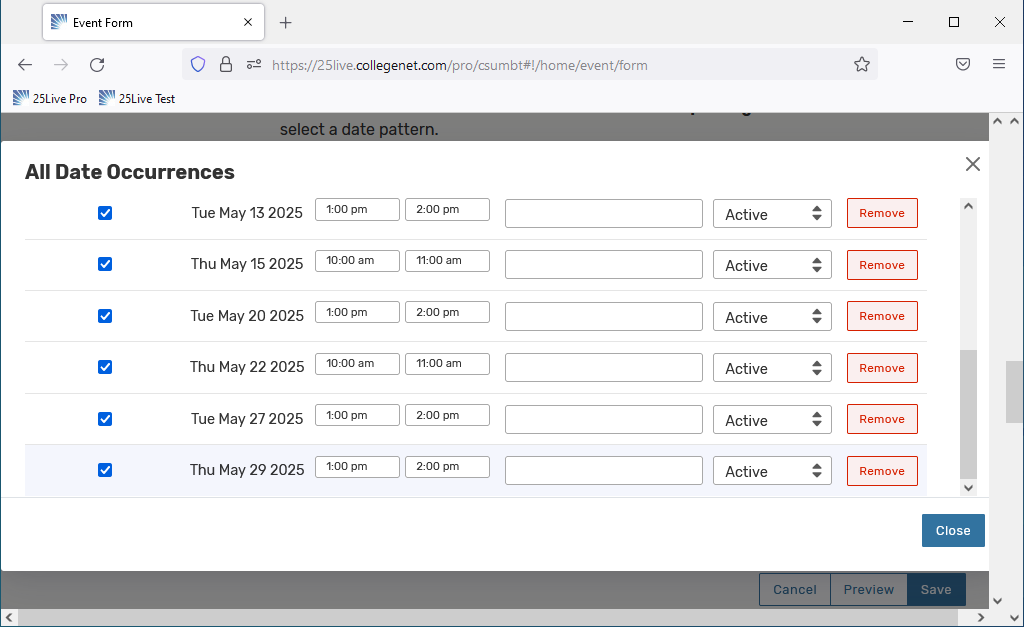 Event Form
https://25live.collegenet.com/pro/csumbt#!/home/event/form
25Live Pro 25Live Test
select a date pattern.
All Date Occurrences
Tue May 13 2025 1:00 pm 2:00 pm Active Remove
Thu May 15 2025 10:00 am 11:00 am Active Remove
Tue May 20 2025 1:00 pm 2:00 pm Active Remove
Thu May 22 2025 10:00 am 11:00 am Active Remove
Tue May 27 2025 1:00 pm 2:00 pm Active Remove
Thu May 29 2025 1:00 pm 2:00 pm Active Remove
Close
Cancel Preview Save